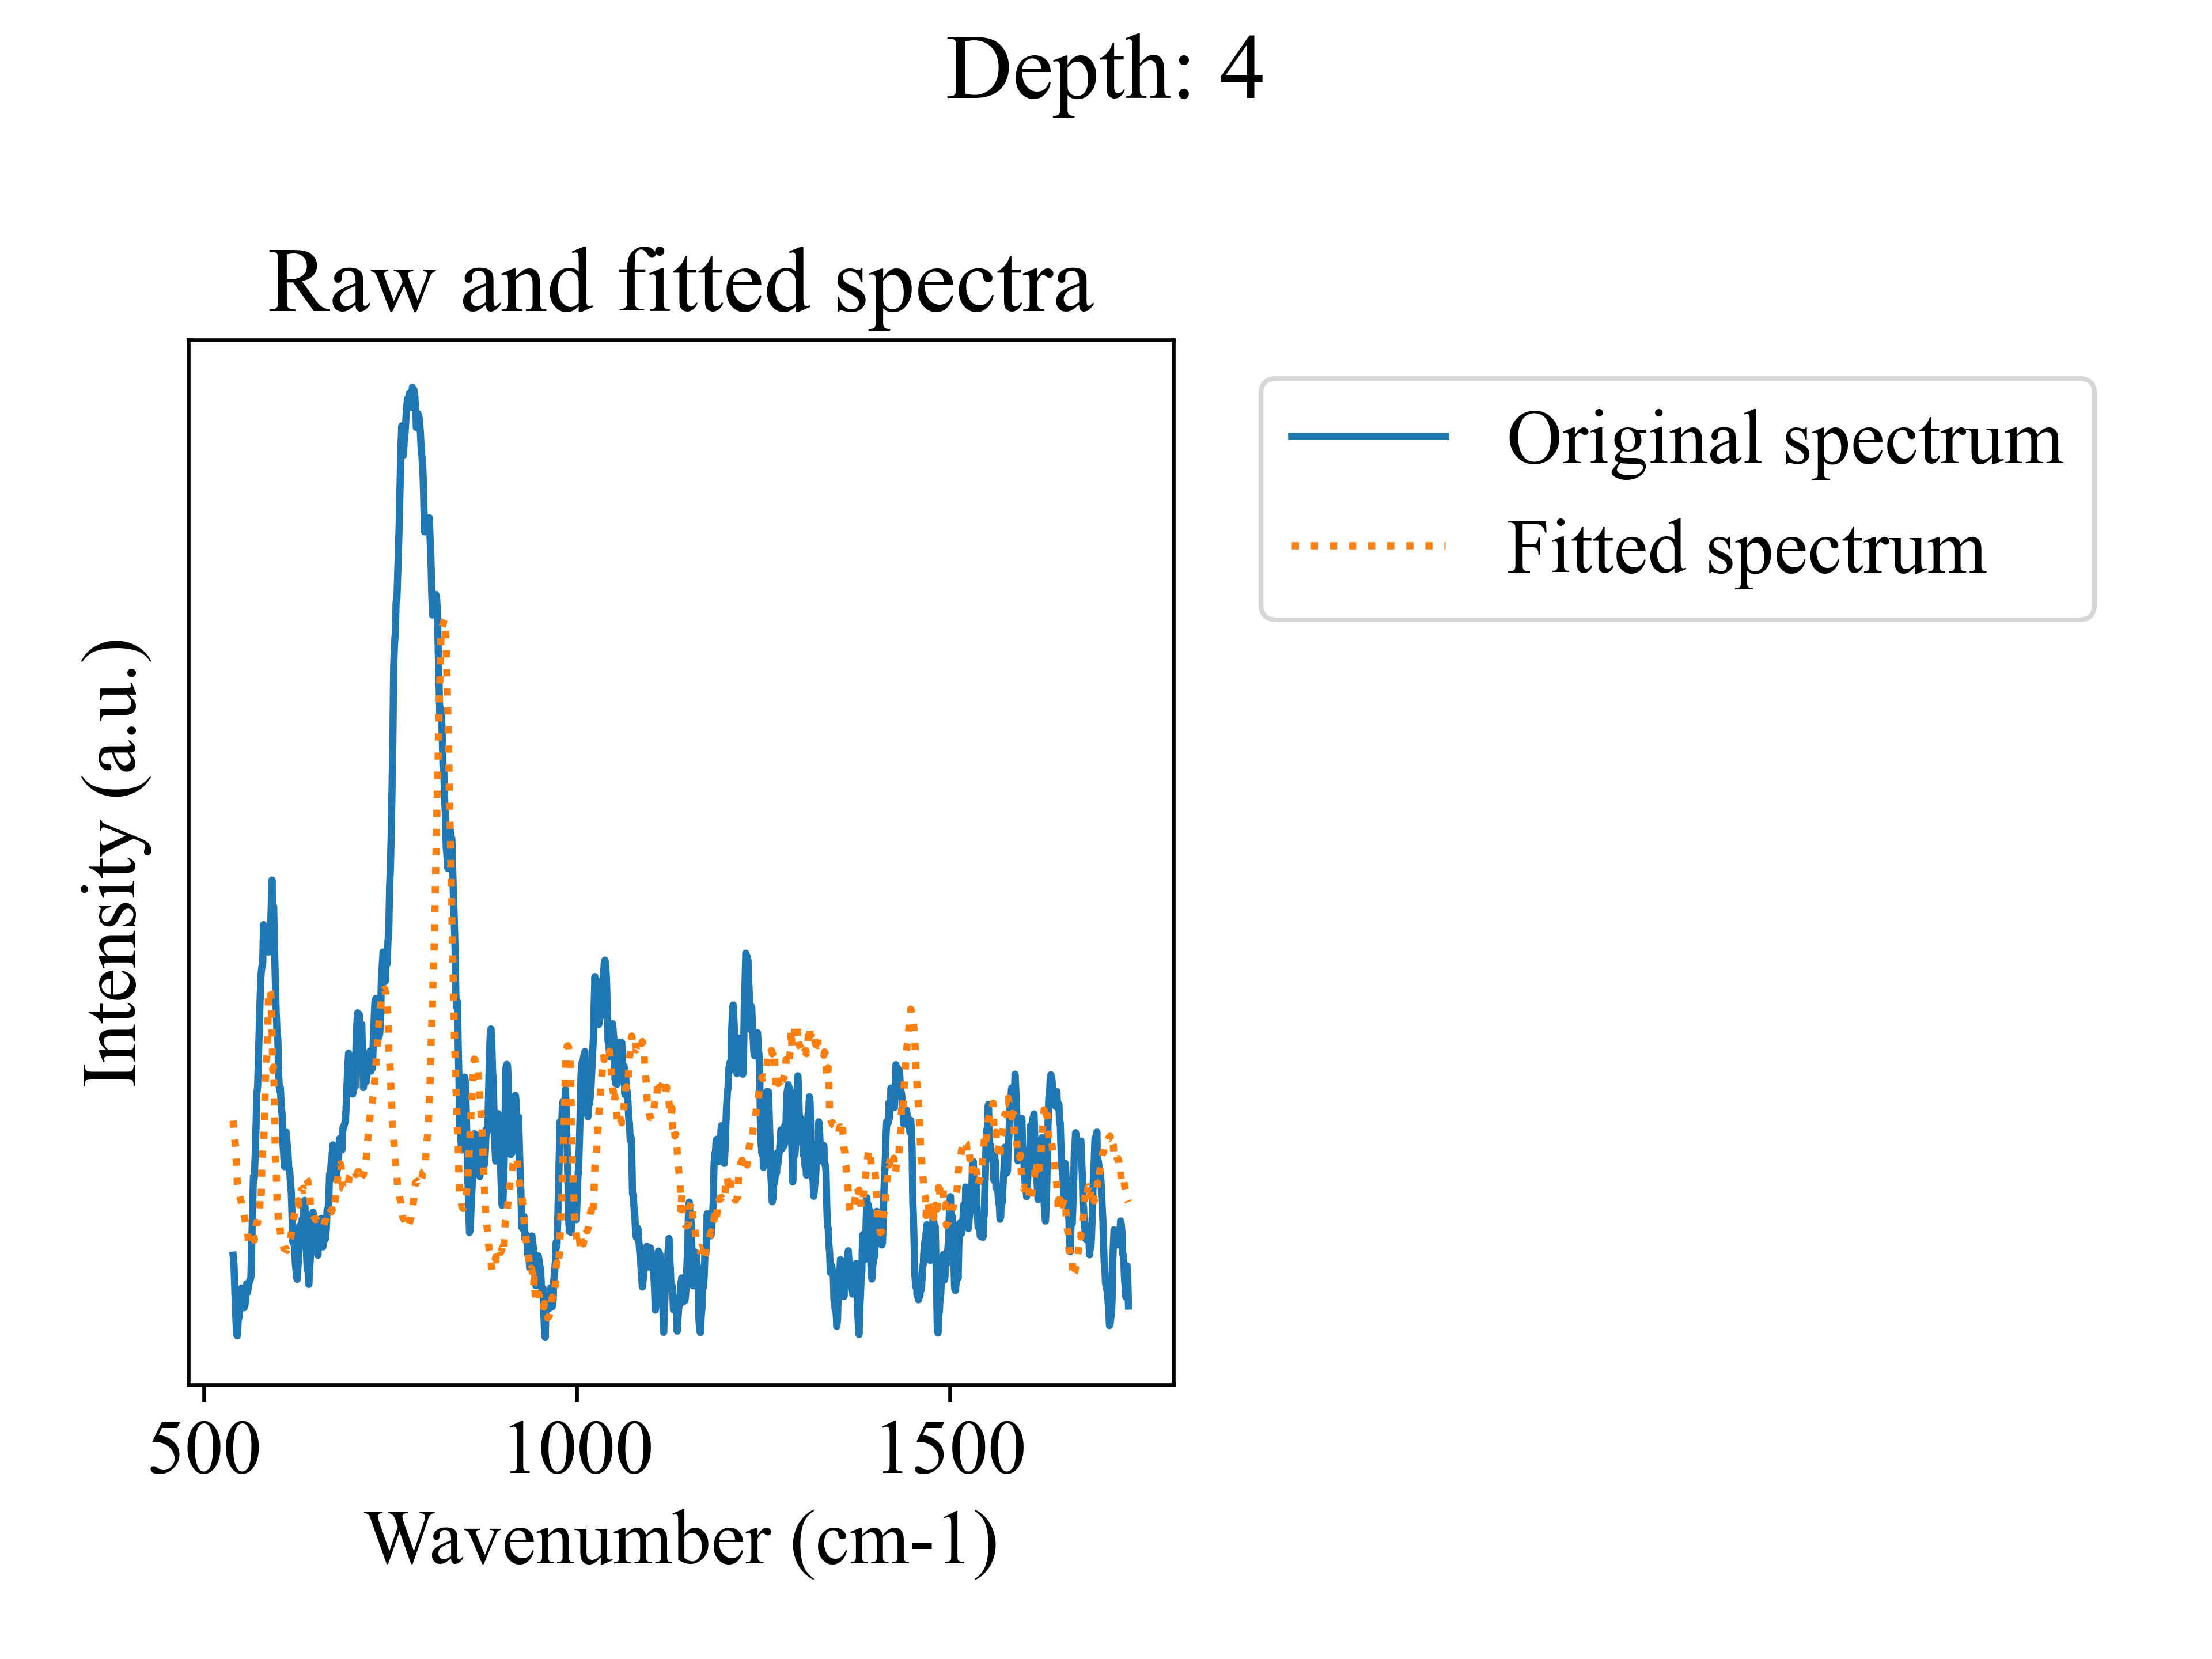 Depth: 4
Raw and fitted spectra
Original spectrum
Fitted spectrum
Intensity (a.u.)
500 1000 1500
Wavenumber (cm-1)